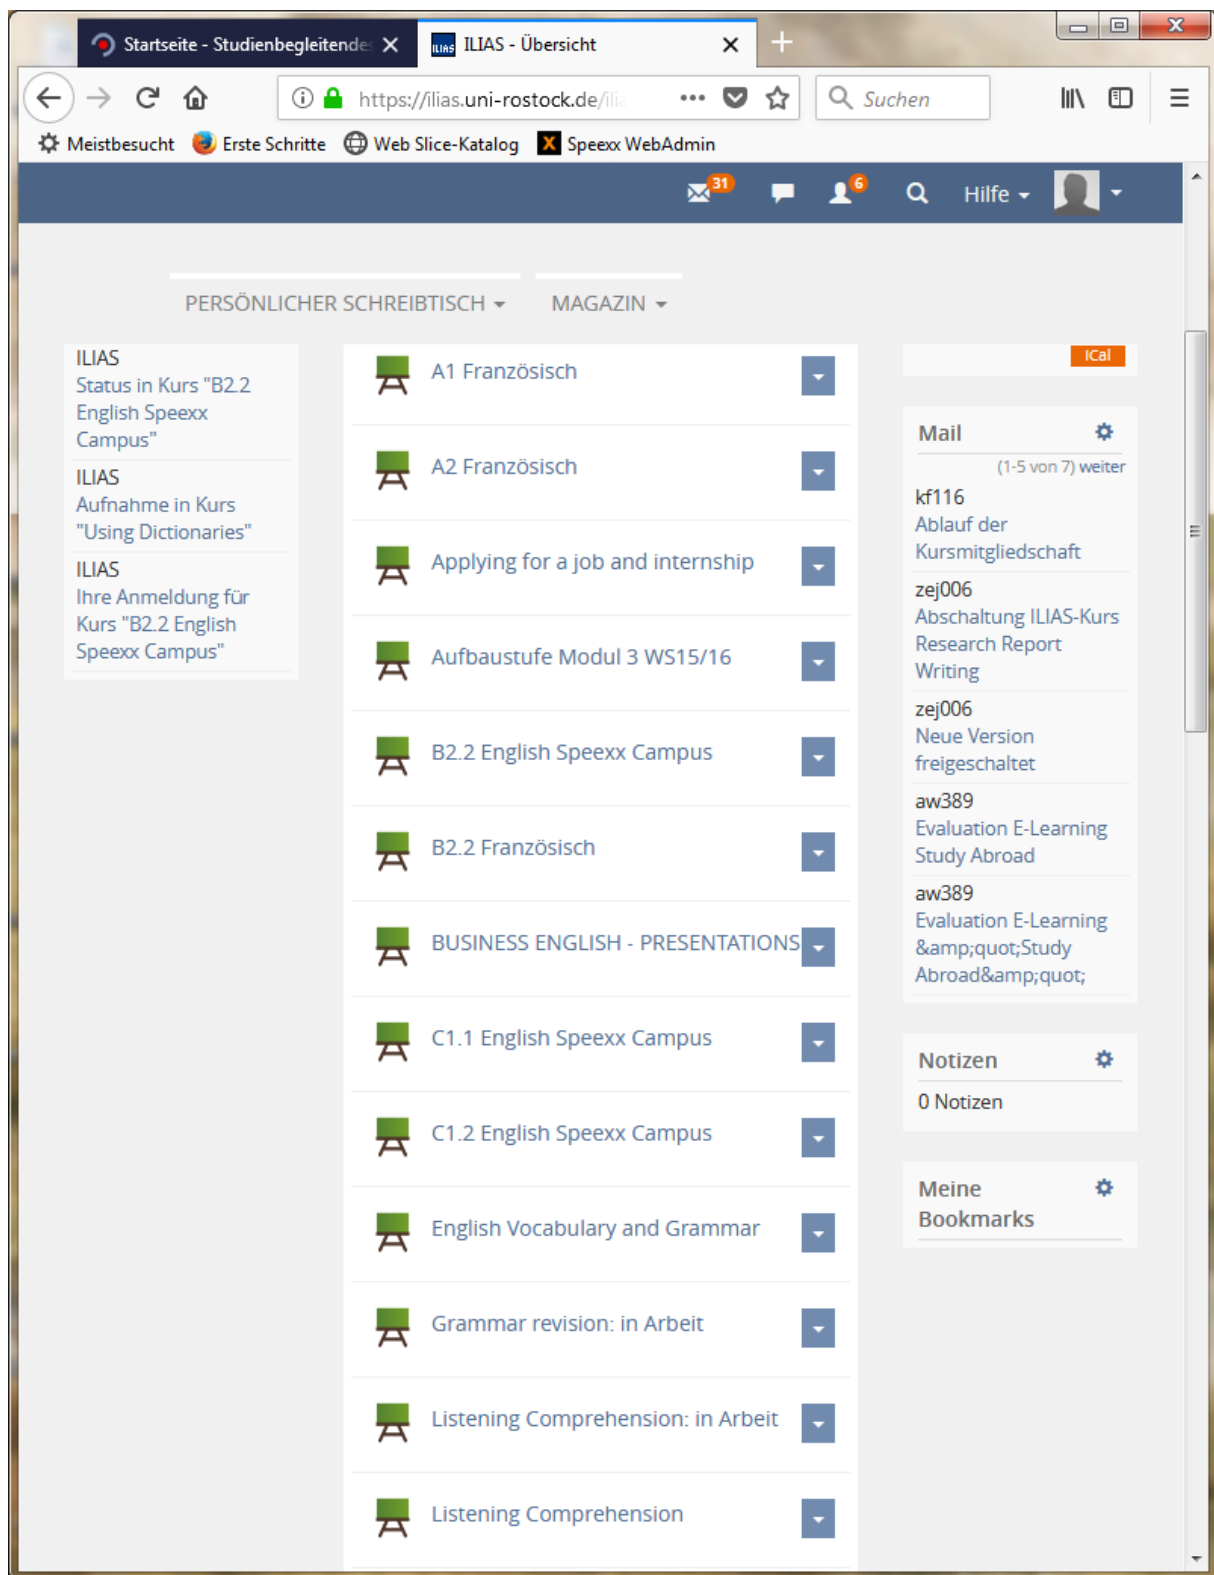 Startseite - Studienbegleitende
ILIAS
ILIAS - Übersicht
https://ilias.uni-rostock.de/ilia
Suchen
Meistbesucht
Erste Schritte
Web Slice-Katalog
X
Speexx WebAdmin
31
6
Hilfe
PERSÖNLICHER SCHREIBTISCH
MAGAZIN
ILIAS
Status in Kurs "B2.2
English Speexx
Campus"
ILIAS
Aufnahme in Kurs
"Using Dictionaries"
ILIAS
Ihre Anmeldung für
Kurs "B2.2 English
Speexx Campus"
A1 Französisch
A2 Französisch
Applying for a job and internship
Aufbaustufe Modul 3 WS15/16
B2.2 English Speexx Campus
B2.2 Französisch
BUSINESS ENGLISH - PRESENTATIONS
C1.1 English Speexx Campus
C1.2 English Speexx Campus
English Vocabulary and Grammar
Grammar revision: in Arbeit
Listening Comprehension: in Arbeit
Listening Comprehension
ICal
Mail
(1-5 von 7) weiter
kf116
Ablauf der
Kursmitgliedschaft
zej006
Abschaltung ILIAS-Kurs
Research Report
Writing
zej006
Neue Version
freigeschaltet
aw389
Evaluation E-Learning
Study Abroad
aw389
Evaluation E-Learning
&amp;quot;Study
Abroad&amp;quot;
Notizen
0 Notizen
Meine
Bookmarks